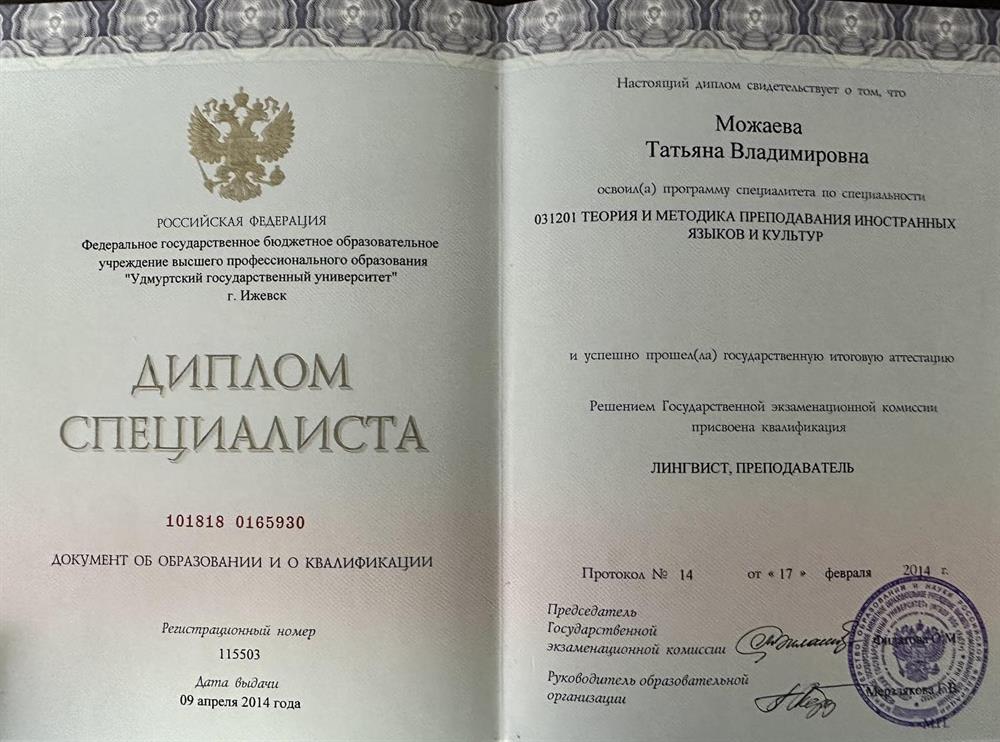 РОССИЙСКАЯ ФЕДЕРАЦИЯ
Федеральное государственное бюджетное образовательное
учреждение высшего профессионального образования
"Удмуртский государственный университет"
г. Ижевск
ДИПЛОМ
СПЕЦИАЛИСТА
101818 0165930
ДОКУМЕНТ ОБ ОБРАЗОВАНИИ И О КВАЛИФИКАЦИИ
Регистрационный номер
115503
Дата выдачи
09 апреля 2014 года
Настоящий диплом свидетельствует о том, что
Можаева
Татьяна Владимировна
освоил(а) программу специалитета по специальности
031201 ТЕОРИЯ И МЕТОДИКА ПРЕПОДАВАНИЯ ИНОСТРАННЫХ
ЯЗЫКОВ И КУЛЬТУР
и успешно прошел(ла) государственную итоговую аттестацию
Решением Государственной экзаменационной комиссии
присвоена квалификация
ЛИНГВИСТ, ПРЕПОДАВАТЕЛЬ
Протокол № 14 от « 17 » февраля 2014 г.
Председатель
Государственной
экзаменационной комиссии
Филатова О.М.
Руководитель образовательной
организации
Мерзлякова Г.В.
М.П.